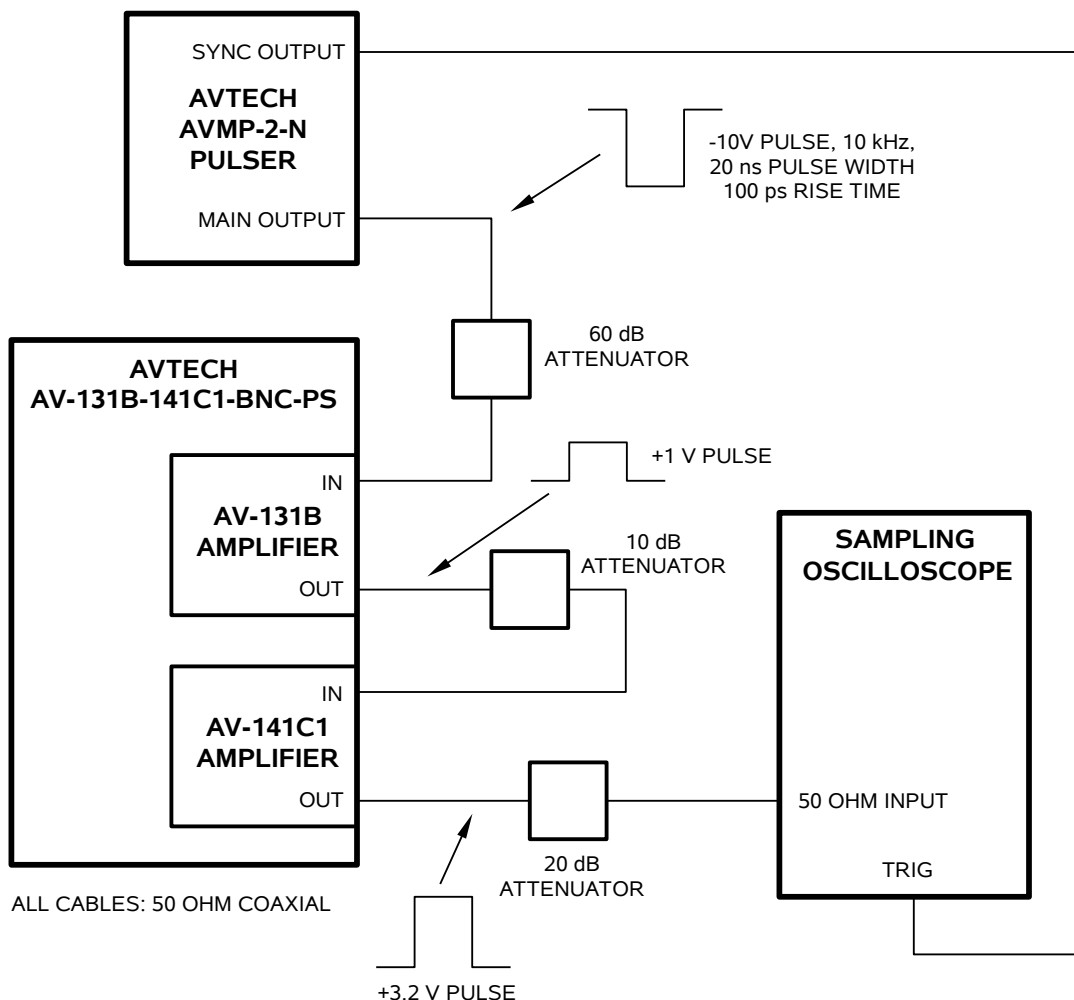 SYNC OUTPUT
AVTECH
AVMP-2-N
PULSER
MAIN OUTPUT
-10V PULSE, 10 kHz,
20 ns PULSE WIDTH
100 ps RISE TIME
60 dB
ATTENUATOR
AVTECH
AV-131B-141C1-BNC-PS
IN
AV-131B
AMPLIFIER
OUT
+1 V PULSE
10 dB
ATTENUATOR
IN
AV-141C1
AMPLIFIER
OUT
20 dB
ATTENUATOR
SAMPLING
OSCILLOSCOPE
50 OHM INPUT
TRIG
ALL CABLES: 50 OHM COAXIAL
+3.2 V PULSE